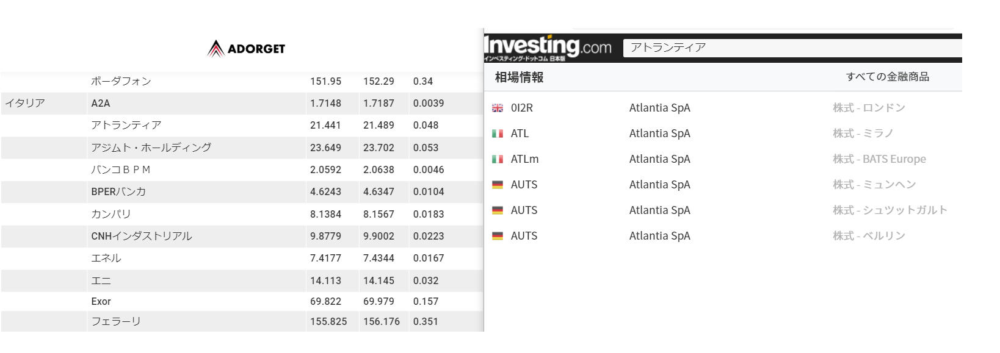 ADORGET
ボーダフォン 151.95 152.29 0.34
イタリア A2A 1.7148 1.7187 0.0039
アトランティア 21.441 21.489 0.048
アジムト・ホールディング 23.649 23.702 0.053
バンコＢＰＭ 2.0592 2.0638 0.0046
BPERバンカ 4.6243 4.6347 0.0104
カンパリ 8.1384 8.1567 0.0183
CNHインダストリアル 9.8779 9.9002 0.0223
エネル 7.4177 7.4344 0.0167
エニ 14.113 14.145 0.032
Exor 69.822 69.979 0.157
フェラーリ 155.825 156.176 0.351
Investing.com アトランティア
インベスティング・ドットコム 日本版
相場情報 すべての金融商品
0I2R Atlantia SpA 株式 - ロンドン
ATL Atlantia SpA 株式 - ミラノ
ATLm Atlantia SpA 株式 - BATS Europe
AUTS Atlantia SpA 株式 - ミュンヘン
AUTS Atlantia SpA 株式 - シュツットガルト
AUTS Atlantia SpA 株式 - ベルリン